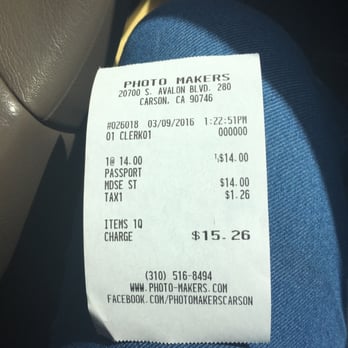 PHOTO MAKERS
20700 S. AVALON BLVD. 280
CARSON, CA 90746
#026018 03/09/2016 1:22:51PM
01 CLERK01 000000
1@ 14.00 $14.00
PASSPORT
MDSE ST $14.00
TAX1 $1.26
ITEMS 1Q
CHARGE $15.26
(310) 516-8494
WWW.PHOTO-MAKERS.COM
FACEBOOK.COM/PHOTOMAKERSCARSON